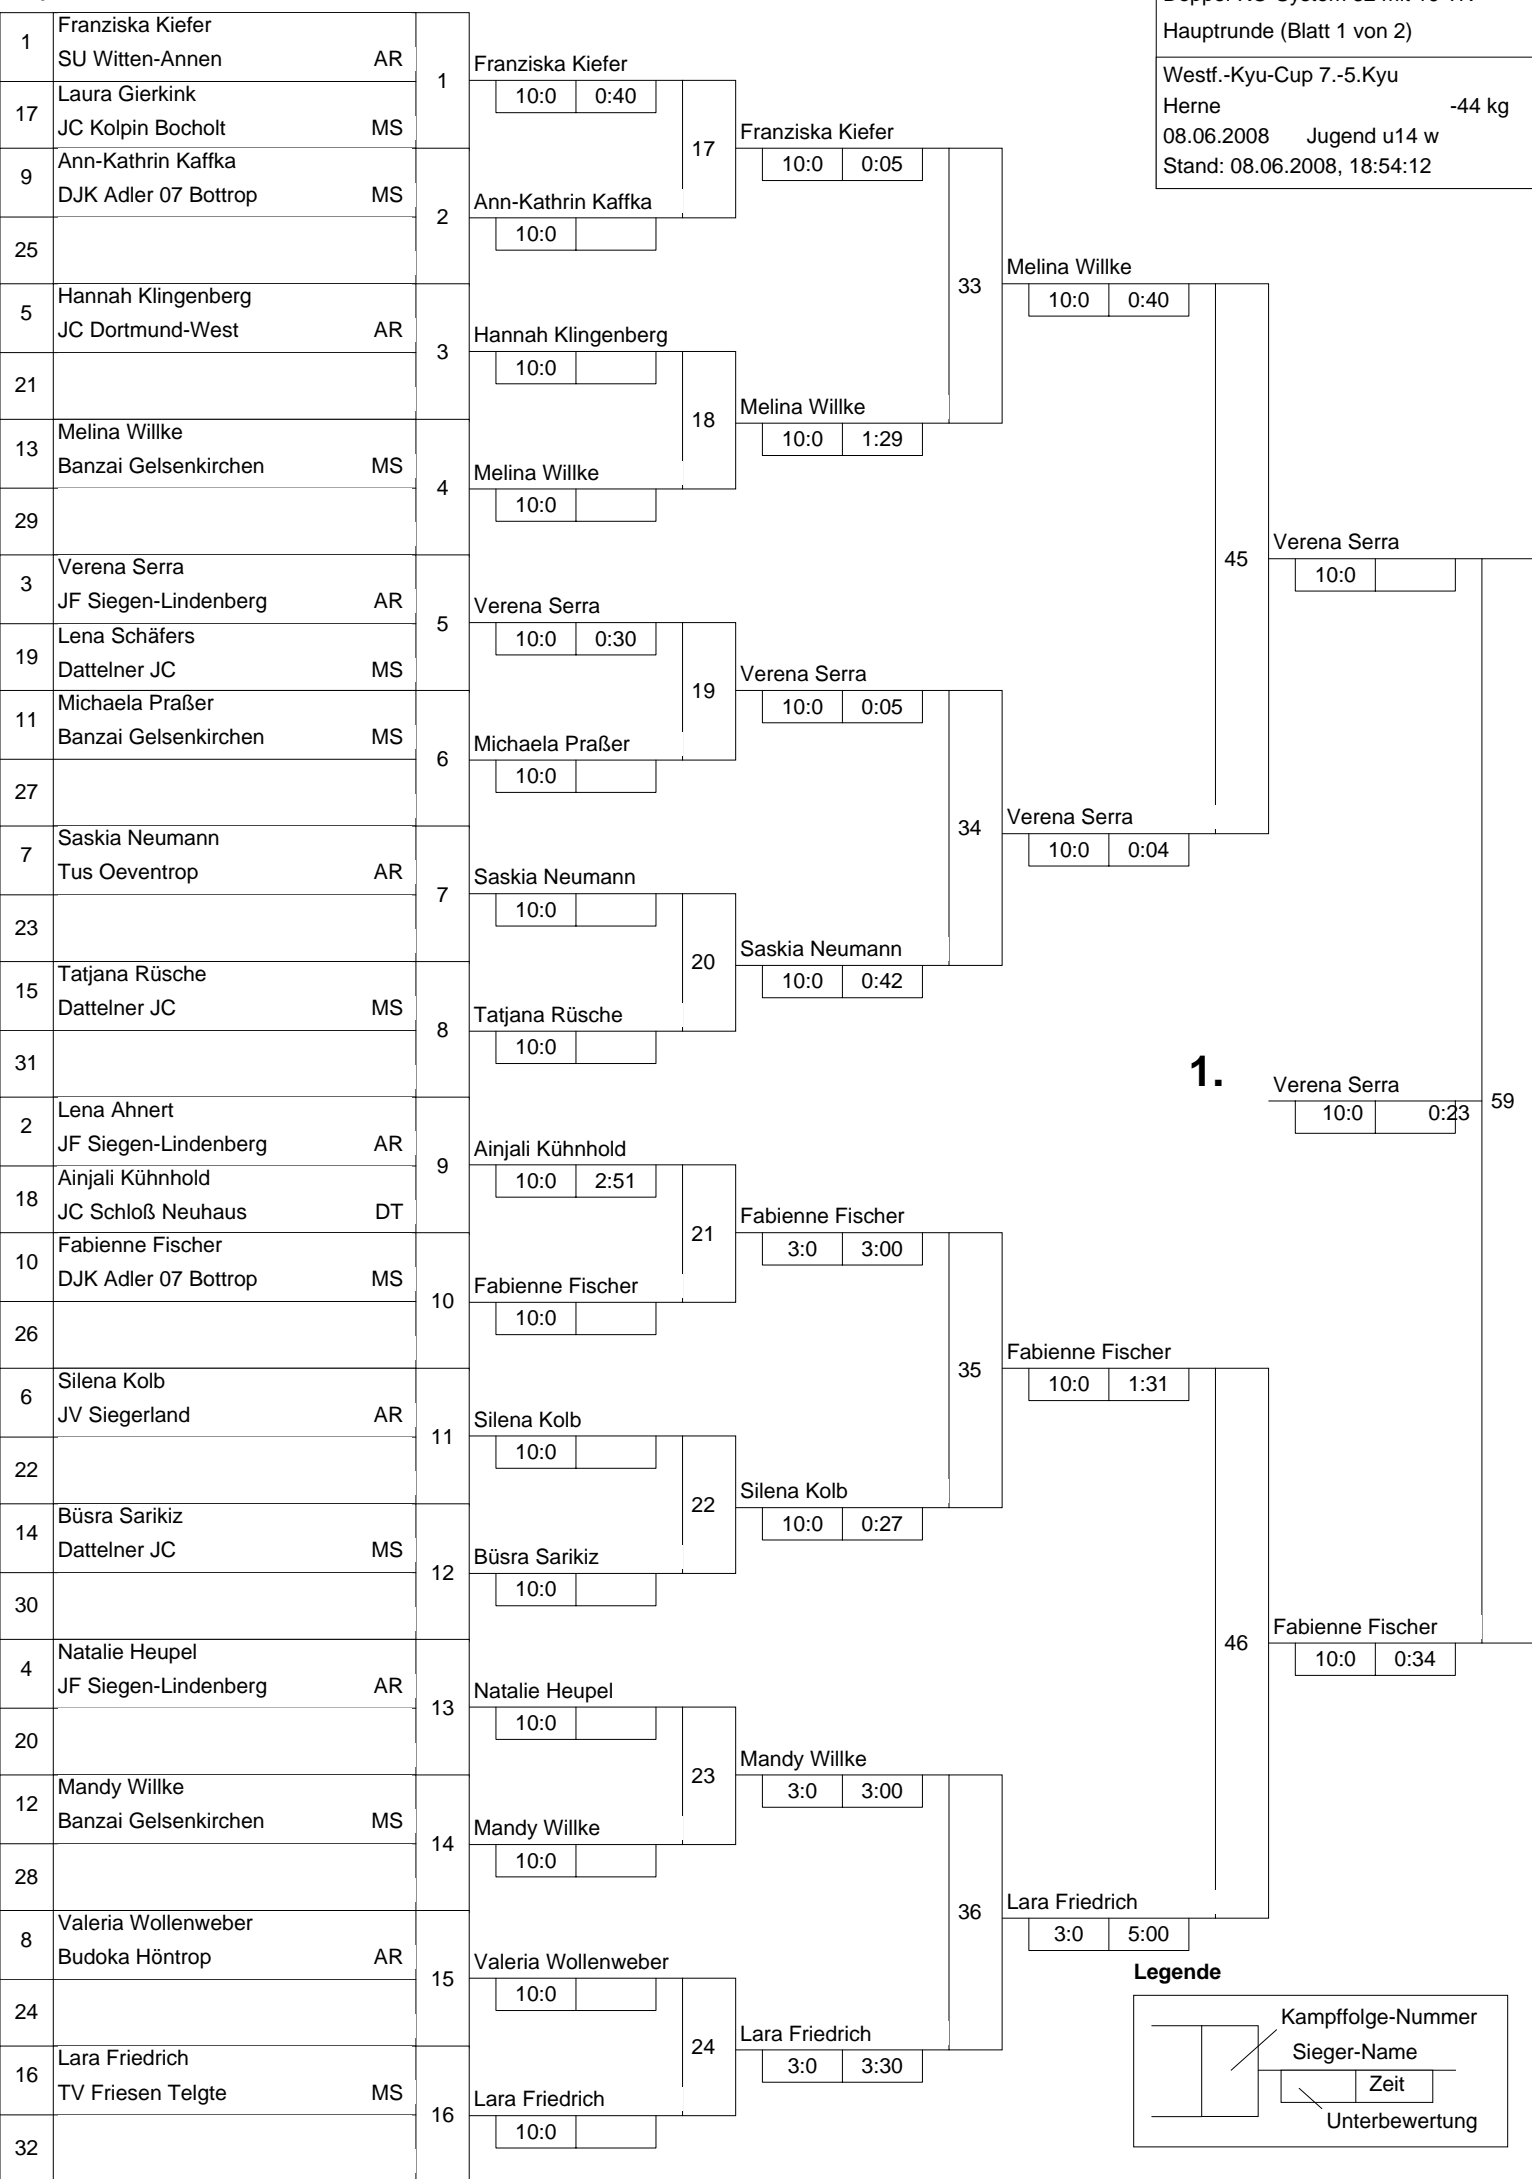 Hauptrunde (Blatt 1 von 2)
Westf.-Kyu-Cup 7.-5.Kyu
Herne -44 kg
08.06.2008 Jugend u14 w
Stand: 08.06.2008, 18:54:12
1 Franziska Kiefer
SU Witten-Annen AR
17 Laura Gierkink
JC Kolpin Bocholt MS
9 Ann-Kathrin Kaffka
DJK Adler 07 Bottrop MS
25
5 Hannah Klingenberg
JC Dortmund-West AR
21
13 Melina Willke
Banzai Gelsenkirchen MS
29
3 Verena Serra
JF Siegen-Lindenberg AR
19 Lena Schäfers
Dattelner JC MS
11 Michaela Praßer
Banzai Gelsenkirchen MS
27
7 Saskia Neumann
Tus Oeventrop AR
23
15 Tatjana Rüsche
Dattelner JC MS
31
2 Lena Ahnert
JF Siegen-Lindenberg AR
18 Ainjali Kühnhold
JC Schloß Neuhaus DT
10 Fabienne Fischer
DJK Adler 07 Bottrop MS
26
6 Silena Kolb
JV Siegerland AR
22
14 Büsra Sarikiz
Dattelner JC MS
30
4 Natalie Heupel
JF Siegen-Lindenberg AR
20
12 Mandy Willke
Banzai Gelsenkirchen MS
28
8 Valeria Wollenweber
Budoka Höntrop AR
24
16 Lara Friedrich
TV Friesen Telgte MS
32
1 Franziska Kiefer
10:0 0:40
2 Ann-Kathrin Kaffka
10:0
3 Hannah Klingenberg
10:0
4 Melina Willke
10:0
5 Verena Serra
10:0 0:30
6 Michaela Praßer
10:0
7 Saskia Neumann
10:0
8 Tatjana Rüsche
10:0
9 Ainjali Kühnhold
10:0 2:51
10 Fabienne Fischer
10:0
11 Silena Kolb
10:0
12 Büsra Sarikiz
10:0
13 Natalie Heupel
10:0
14 Mandy Willke
10:0
15 Valeria Wollenweber
10:0
16 Lara Friedrich
10:0
17 Franziska Kiefer
10:0 0:05
18 Melina Willke
10:0 1:29
19 Verena Serra
10:0 0:05
20 Saskia Neumann
10:0 0:42
21 Fabienne Fischer
3:0 3:00
22 Silena Kolb
10:0 0:27
23 Mandy Willke
3:0 3:00
24 Lara Friedrich
3:0 3:30
33 Melina Willke
10:0 0:40
34 Verena Serra
10:0 0:04
35 Fabienne Fischer
10:0 1:31
36 Lara Friedrich
3:0 5:00
45 Verena Serra
10:0
46 Fabienne Fischer
10:0 0:34
1. Verena Serra 59
10:0 0:23
Legende
Kampffolge-Nummer
Sieger-Name
Zeit
Unterbewertung